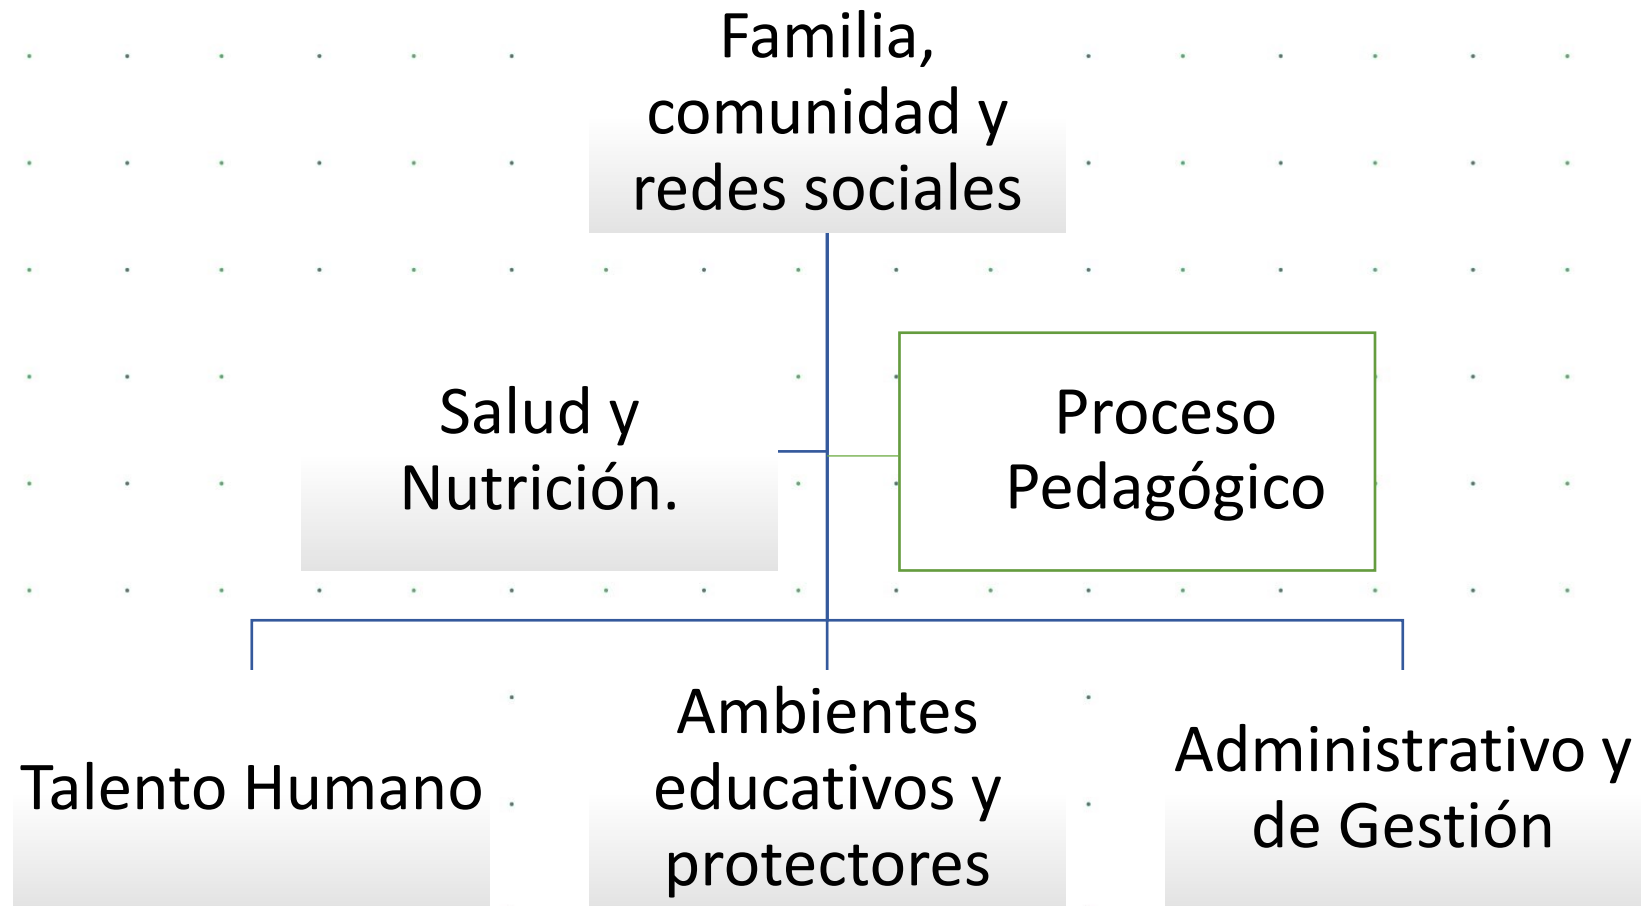 Familia,
comunidad y
redes sociales
Salud y
Nutrición.
Proceso
Pedagógico
Talento Humano
Ambientes
educativos y
protectores
Administrativo y
de Gestión